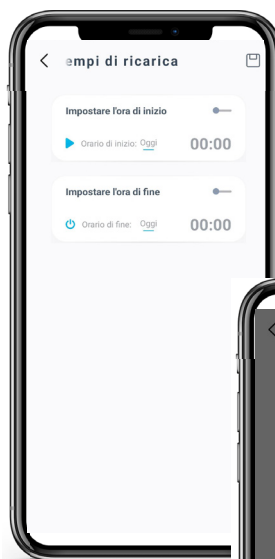 empi di ricarica
Impostare l'ora di inizio
Orario di inizio: Oggi 00:00
Impostare l'ora di fine
Orario di fine: Oggi 00:00